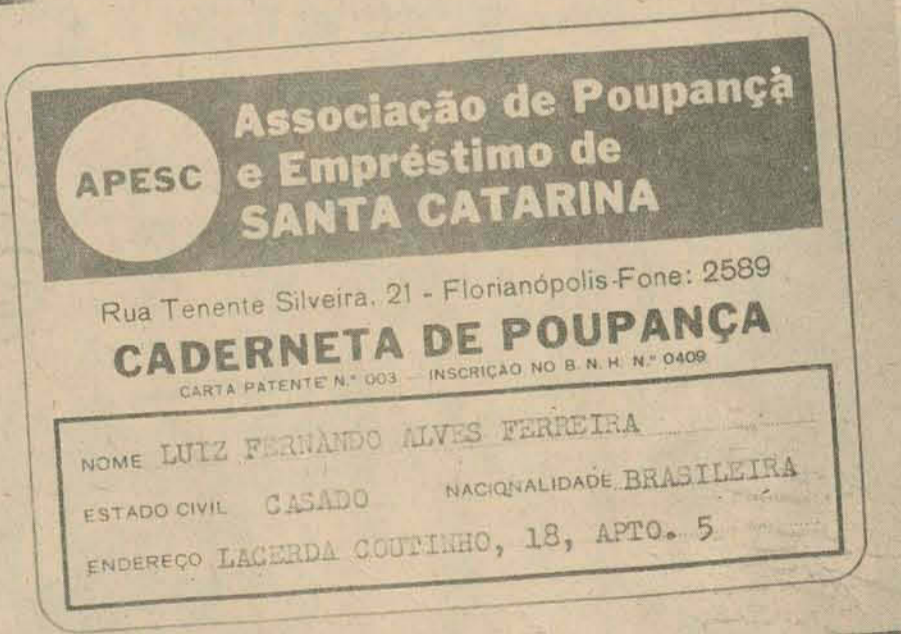 APESC
Associação de Poupança
e Empréstimo de
SANTA CATARINA
Rua Tenente Silveira, 21 - Florianópolis-Fone: 2589
CADERNETA DE POUPANÇA
CARTA PATENTE N.° 003 — INSCRIÇÃO NO B. N. H. N.° 0409
NOME LUIZ FERNANDO ALVES FERREIRA
ESTADO CIVIL CASADO NACIONALIDADE BRASILEIRA
ENDEREÇO LACERDA COUTINHO, 18, APTO. 5